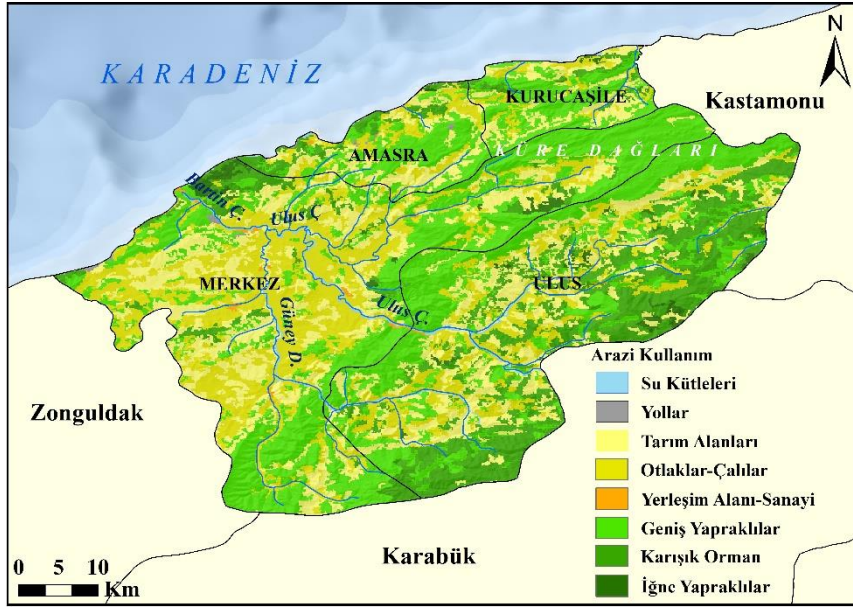 N
KARADENİZ
KURUCAŞİLE
Kastamonu
AMASRA
KÜRE DAĞLARI
Bartın Ç.
Ulus Ç.
MERKEZ
ULUS
Güney D.
Ulus Ç.
Zonguldak
Karabük
Arazi Kullanım
Su Kütleleri
Yollar
Tarım Alanları
Otlaklar-Çalılar
Yerleşim Alanı-Sanayi
Geniş Yapraklılar
Karışık Orman
İğne Yapraklılar
0 5 10
Km